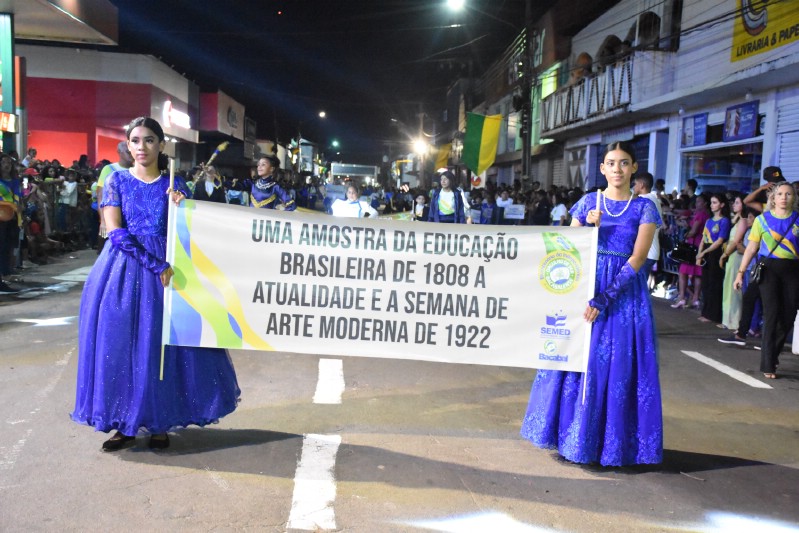 LIVRARIA & PAPE
UMA AMOSTRA DA EDUCAÇÃO
BRASILEIRA DE 1808 A
ATUALIDADE E A SEMANA DE
ARTE MODERNA DE 1922
SEMED
Bacabal